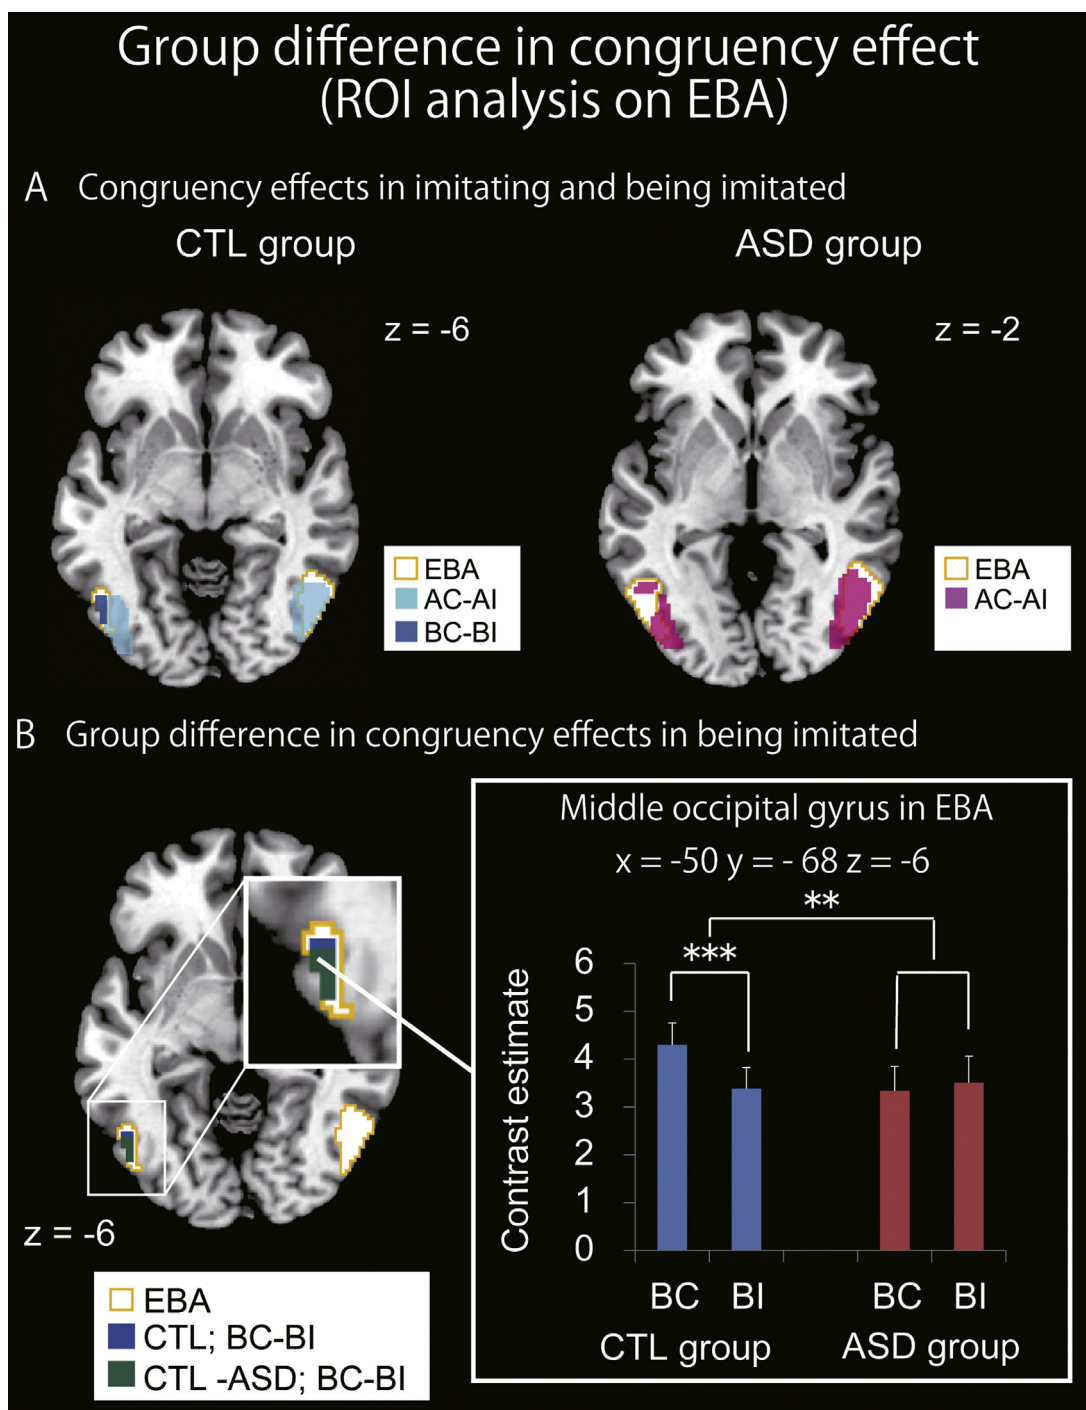 Group difference in congruency effect
(ROI analysis on EBA)
A Congruency effects in imitating and being imitated
CTL group
ASD group
z = -6
z = -2
EBA
AC-AI
BC-BI
EBA
AC-AI
B Group difference in congruency effects in being imitated
z = -6
EBA
CTL; BC-BI
CTL -ASD; BC-BI
Middle occipital gyrus in EBA
x = -50 y = - 68 z = -6
**
***
Contrast estimate
6
5
4
3
2
1
0
BC BI BC BI
CTL group ASD group